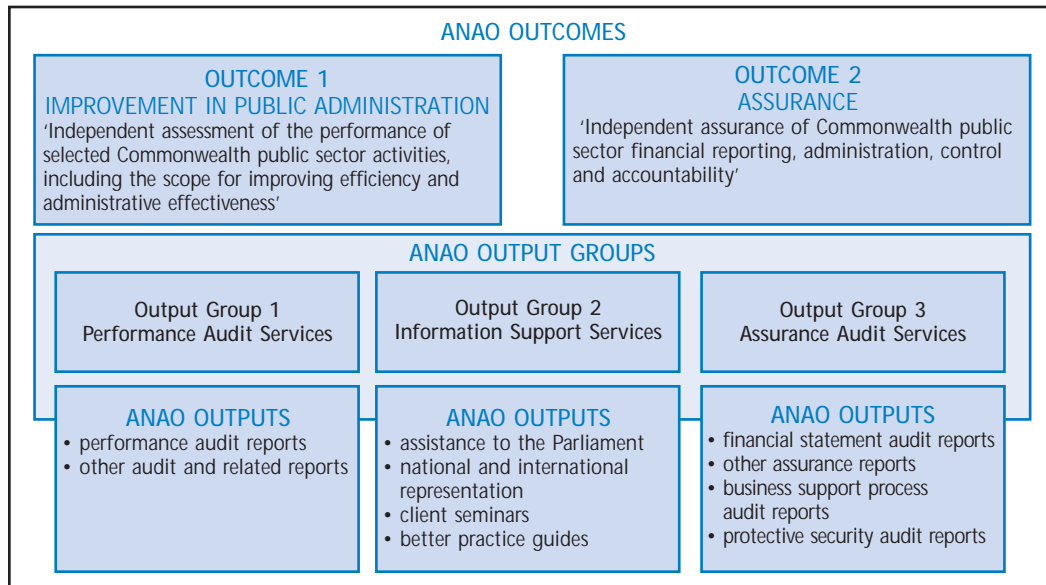 ANAO OUTCOMES
OUTCOME 1
IMPROVEMENT IN PUBLIC ADMINISTRATION
‘Independent assessment of the performance of
selected Commonwealth public sector activities,
including the scope for improving efficiency and
administrative effectiveness’
OUTCOME 2
ASSURANCE
‘Independent assurance of Commonwealth public
sector financial reporting, administration, control
and accountability’
ANAO OUTPUT GROUPS
Output Group 1
Performance Audit Services
Output Group 2
Information Support Services
Output Group 3
Assurance Audit Services
ANAO OUTPUTS
• performance audit reports
• other audit and related reports
ANAO OUTPUTS
• assistance to the Parliament
• national and international
representation
• client seminars
• better practice guides
ANAO OUTPUTS
• financial statement audit reports
• other assurance reports
• business support process
audit reports
• protective security audit reports